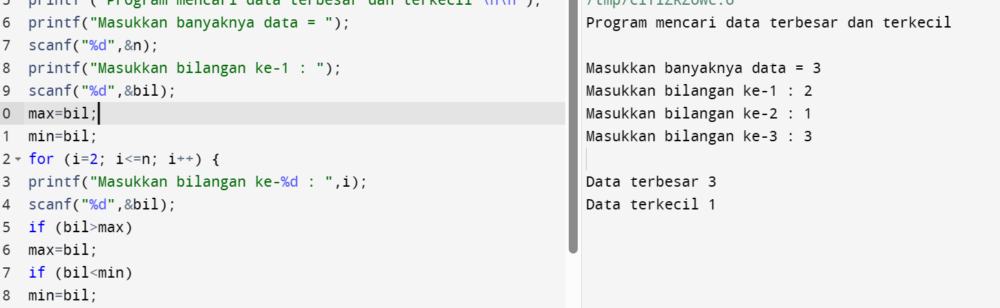 5 printf ("Program mencari data terbesar dan terkecil \n\n");
6 printf("Masukkan banyaknya data = ");
7 scanf("%d",&n);
8 printf("Masukkan bilangan ke-1 : ");
9 scanf("%d",&bil);
0 max=bil;
1 min=bil;
2 for (i=2; i<=n; i++) {
3 printf("Masukkan bilangan ke-%d : ",i);
4 scanf("%d",&bil);
5 if (bil>max)
6 max=bil;
7 if (bil<min)
8 min=bil;
Program mencari data terbesar dan terkecil
Masukkan banyaknya data = 3
Masukkan bilangan ke-1 : 2
Masukkan bilangan ke-2 : 1
Masukkan bilangan ke-3 : 3
Data terbesar 3
Data terkecil 1